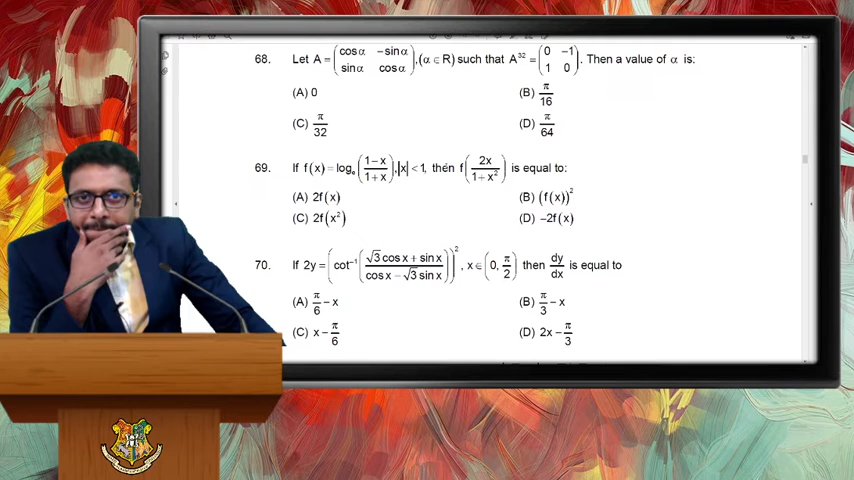 68. Let A = (cosα −sinα; sinα cosα), (α ∈ R) such that A³² = (0 −1; 1 0). Then a value of α is:
(A) 0 (B) π/16
(C) π/32 (D) π/64
69. If f(x) = logₑ((1−x)/(1+x)), |x| < 1, then f(2x/(1+x²)) is equal to:
(A) 2f(x) (B) (f(x))²
(C) 2f(x²) (D) −2f(x)
70. If 2y = (cot⁻¹((√3 cos x + sin x)/(cos x − √3 sin x)))², x ∈ (0, π/2) then dy/dx is equal to
(A) π/6 − x (B) π/3 − x
(C) x − π/6 (D) 2x − π/3